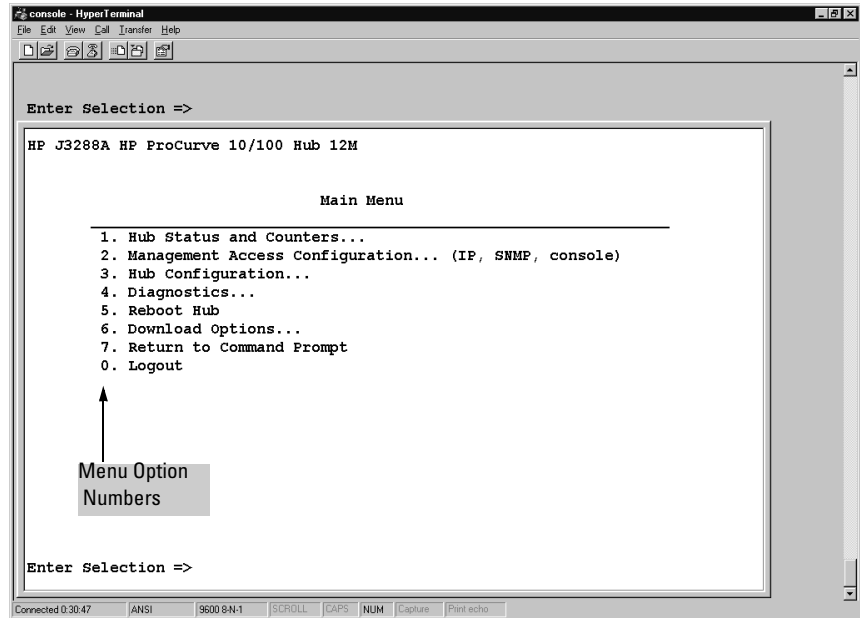 console - HyperTerminal
File Edit View Call Transfer Help
Enter Selection =>
HP J3288A HP ProCurve 10/100 Hub 12M
Main Menu
1. Hub Status and Counters...
2. Management Access Configuration... (IP, SNMP, console)
3. Hub Configuration...
4. Diagnostics...
5. Reboot Hub
6. Download Options...
7. Return to Command Prompt
0. Logout
Menu Option
Numbers
Enter Selection =>
Connected 0:30:47 ANSI 9600 8-N-1 SCROLL CAPS NUM Capture Print echo